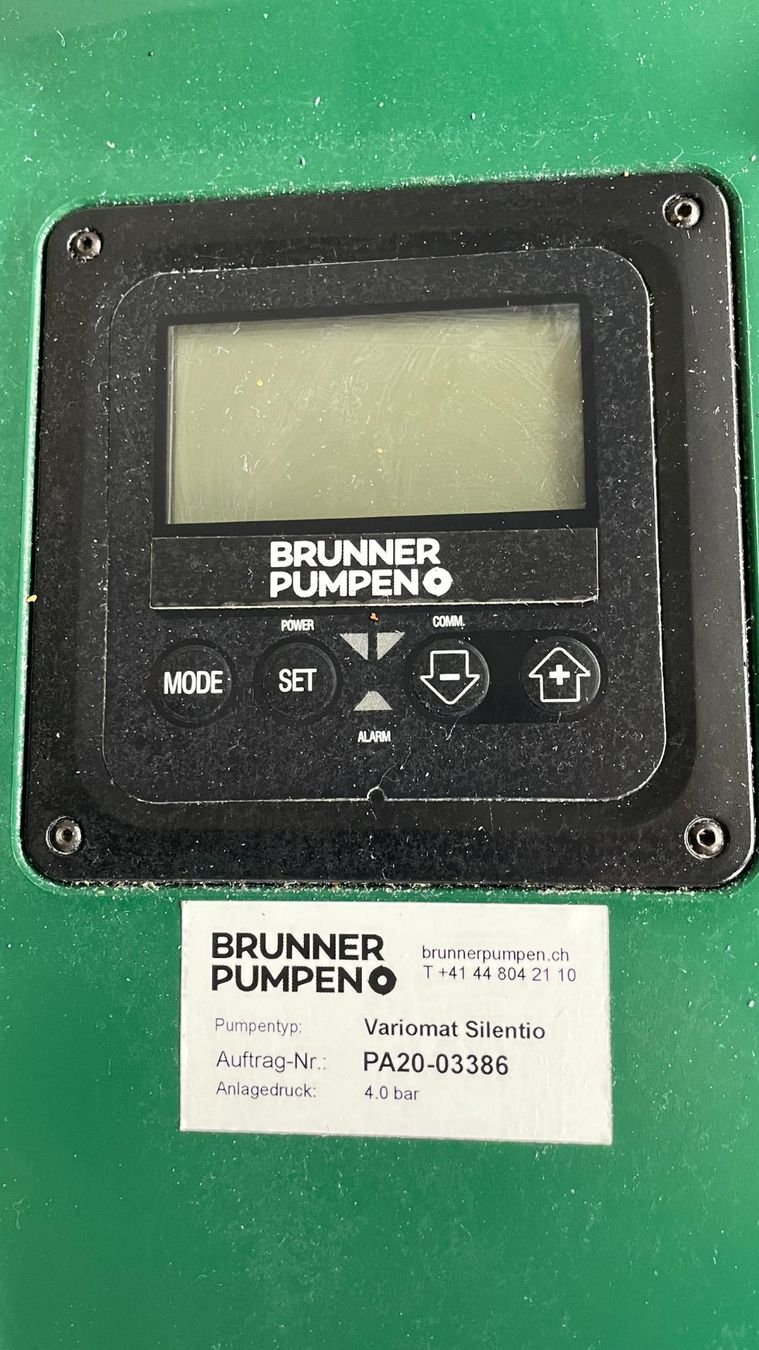 BRUNNER
PUMPEN
POWER
COMM.
MODE
SET
-
+
ALARM
BRUNNER
PUMPEN
brunnerpumpen.ch
T +41 44 804 21 10
Pumpentyp: Variomat Silentio
Auftrag-Nr.: PA20-03386
Anlagedruck: 4.0 bar